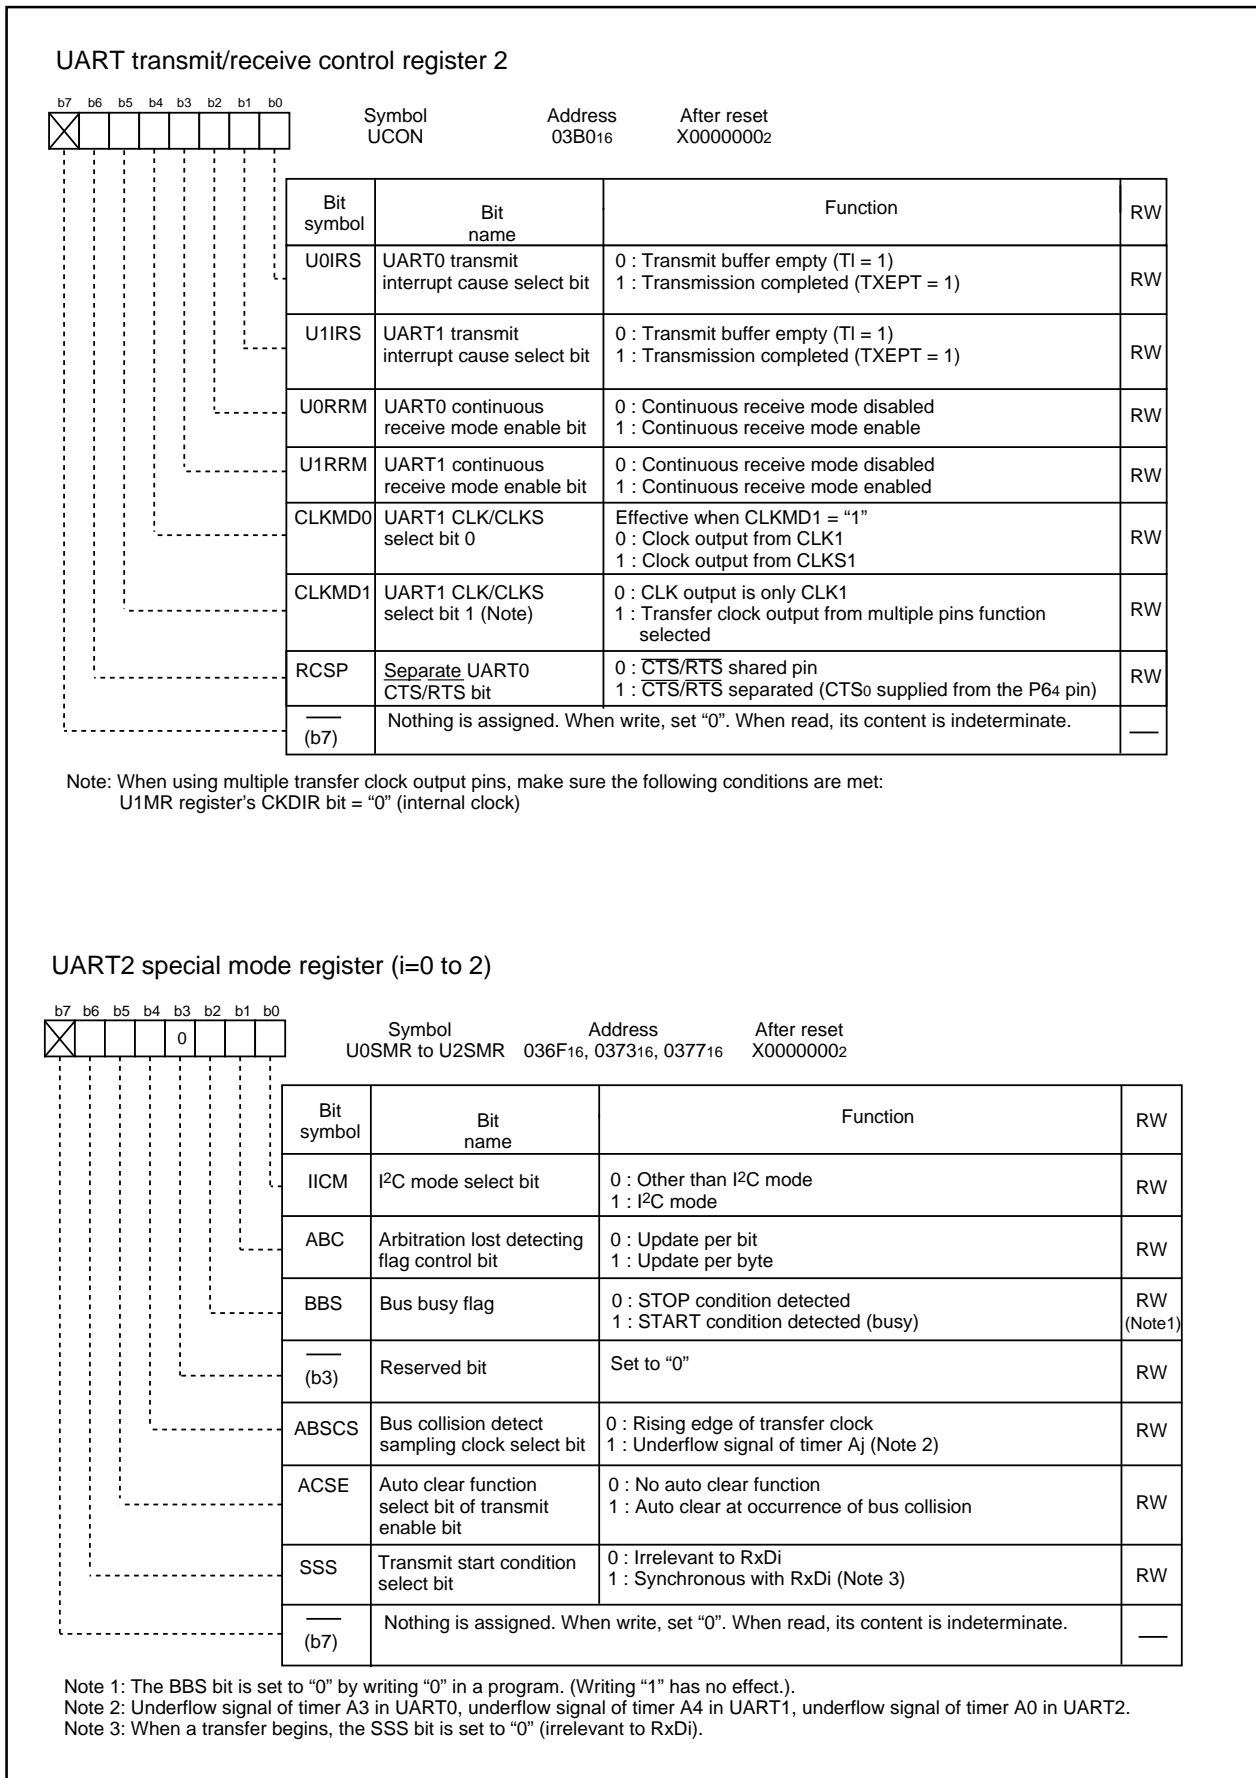 UART transmit/receive control register 2
b7 b6 b5 b4 b3 b2 b1 b0
Symbol Address After reset
UCON 03B016 X00000002
Bit symbol Bit name Function RW
U0IRS UART0 transmit interrupt cause select bit 0 : Transmit buffer empty (TI = 1) RW
1 : Transmission completed (TXEPT = 1)
U1IRS UART1 transmit interrupt cause select bit 0 : Transmit buffer empty (TI = 1) RW
1 : Transmission completed (TXEPT = 1)
U0RRM UART0 continuous receive mode enable bit 0 : Continuous receive mode disabled RW
1 : Continuous receive mode enable
U1RRM UART1 continuous receive mode enable bit 0 : Continuous receive mode disabled RW
1 : Continuous receive mode enabled
CLKMD0 UART1 CLK/CLKS select bit 0 Effective when CLKMD1 = “1” RW
0 : Clock output from CLK1
1 : Clock output from CLKS1
CLKMD1 UART1 CLK/CLKS select bit 1 (Note) 0 : CLK output is only CLK1 RW
1 : Transfer clock output from multiple pins function
selected
RCSP Separate UART0 CTS/RTS bit 0 : CTS/RTS shared pin RW
1 : CTS/RTS separated (CTS0 supplied from the P64 pin)
(b7) Nothing is assigned. When write, set “0”. When read, its content is indeterminate.
Note: When using multiple transfer clock output pins, make sure the following conditions are met:
U1MR register’s CKDIR bit = “0” (internal clock)
UART2 special mode register (i=0 to 2)
b7 b6 b5 b4 b3 b2 b1 b0
0
Symbol Address After reset
U0SMR to U2SMR 036F16, 037316, 037716 X00000002
Bit symbol Bit name Function RW
IICM I2C mode select bit 0 : Other than I2C mode RW
1 : I2C mode
ABC Arbitration lost detecting flag control bit 0 : Update per bit RW
1 : Update per byte
BBS Bus busy flag 0 : STOP condition detected RW (Note1)
1 : START condition detected (busy)
(b3) Reserved bit Set to “0” RW
ABSCS Bus collision detect sampling clock select bit 0 : Rising edge of transfer clock RW
1 : Underflow signal of timer Aj (Note 2)
ACSE Auto clear function select bit of transmit enable bit 0 : No auto clear function RW
1 : Auto clear at occurrence of bus collision
SSS Transmit start condition select bit 0 : Irrelevant to RxDi RW
1 : Synchronous with RxDi (Note 3)
(b7) Nothing is assigned. When write, set “0”. When read, its content is indeterminate.
Note 1: The BBS bit is set to “0” by writing “0” in a program. (Writing “1” has no effect.).
Note 2: Underflow signal of timer A3 in UART0, underflow signal of timer A4 in UART1, underflow signal of timer A0 in UART2.
Note 3: When a transfer begins, the SSS bit is set to “0” (irrelevant to RxDi).